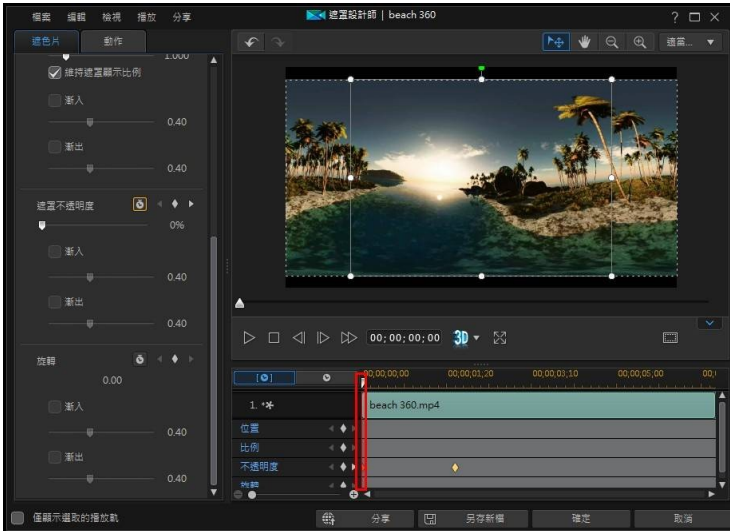 檔案 編輯 檢視 播放 分享
遮罩設計師 | beach 360
遮色片 動作
適當...
1.000
維持遮罩顯示比例
漸入
0.40
漸出
0.40
遮罩不透明度
0%
漸入
0.40
漸出
0.40
旋轉
0.00
漸入
0.40
漸出
0.40
00;00;00;00 3D
00;00;00;00 00;00;01;20 00;00;03;10 00;00;05;00
1. beach 360.mp4
位置
比例
不透明度
旋轉
僅顯示選取的播放軌
分享 另存新檔 確定 取消